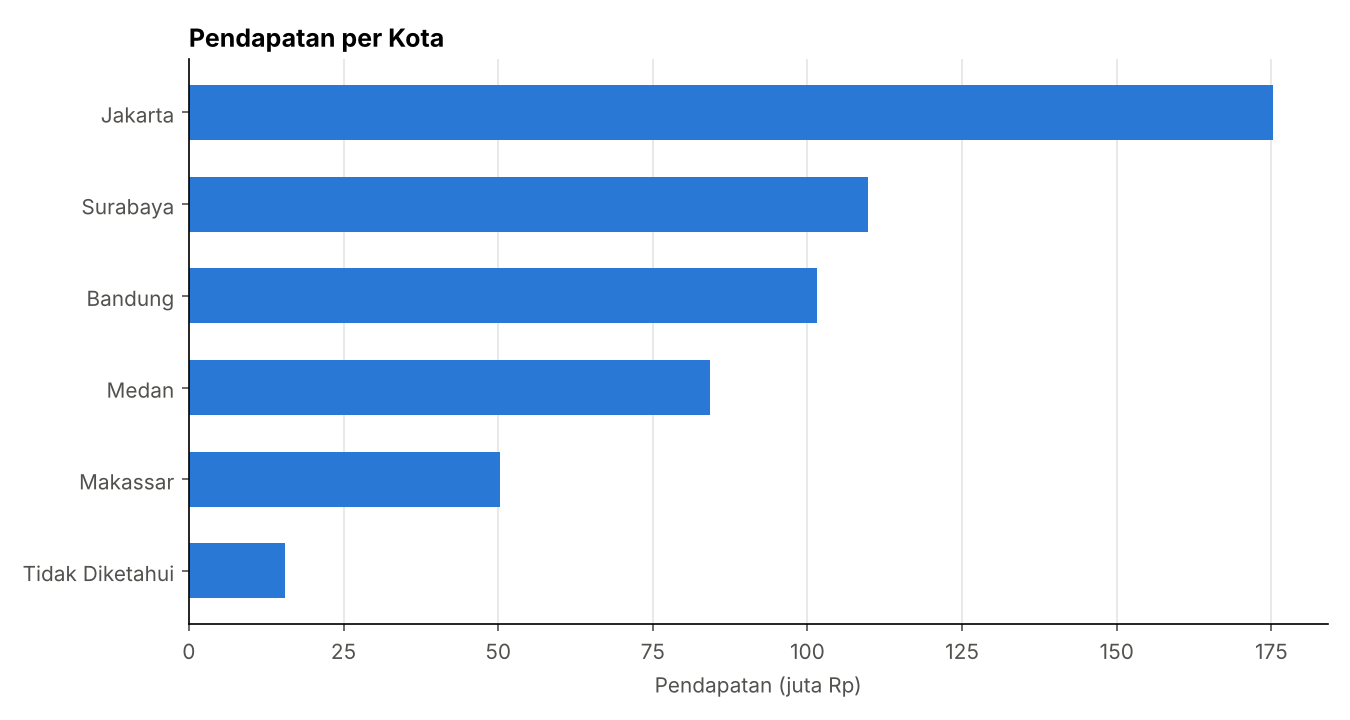 Pendapatan per Kota
Jakarta
Surabaya
Bandung
Medan
Makassar
Tidak Diketahui
0 25 50 75 100 125 150 175
Pendapatan (juta Rp)